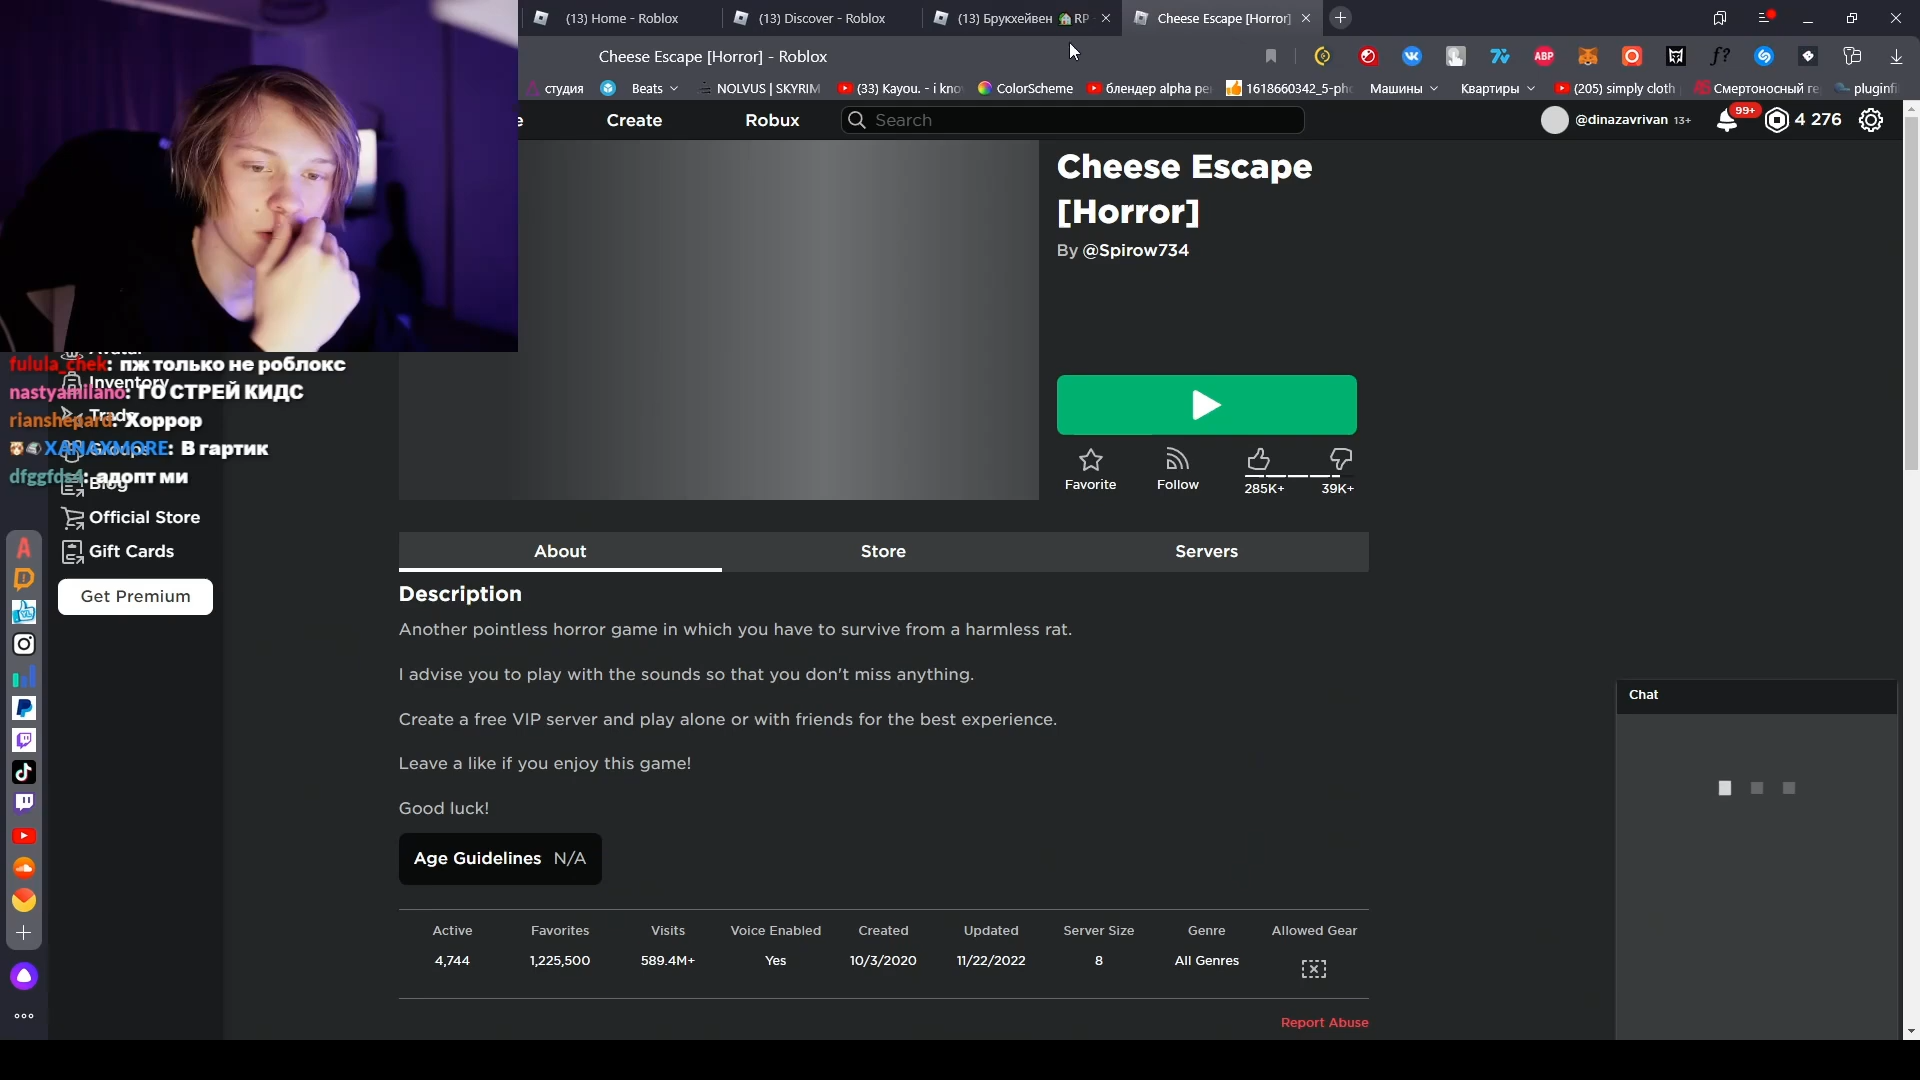 (13) Home - Roblox
(13) Discover - Roblox
(13) Брукхейвен 🏡RP
Cheese Escape [Horror]
Cheese Escape [Horror] - Roblox
ABP
f?
студия
Beats
NOLVUS | SKYRIM
(33) Kayou. - i kno
ColorScheme
блендер alpha pe
1618660342_5-ph
Машины
Квартиры
(205) simply cloth
Смертоносный ге
pluginfi
e
Create
Robux
Search
@dinazavrivan 13+
99+
4 276
Cheese Escape
[Horror]
By @Spirow734
fulula_chek: пж только не роблокс
Inventory
nastyamilano: ГО СТРЕЙ КИДС
Trade
rianshepard: Хоррор
Groups
XANAXMORE: В гартик
Blog
dfggfds4: адопт ми
Official Store
Gift Cards
Get Premium
Favorite
Follow
285K+
39K+
About
Store
Servers
Description
Another pointless horror game in which you have to survive from a harmless rat.
I advise you to play with the sounds so that you don't miss anything.
Create a free VIP server and play alone or with friends for the best experience.
Leave a like if you enjoy this game!
Good luck!
Age Guidelines N/A
Active
Favorites
Visits
Voice Enabled
Created
Updated
Server Size
Genre
Allowed Gear
4,744
1,225,500
589.4M+
Yes
10/3/2020
11/22/2022
8
All Genres
Report Abuse
Chat